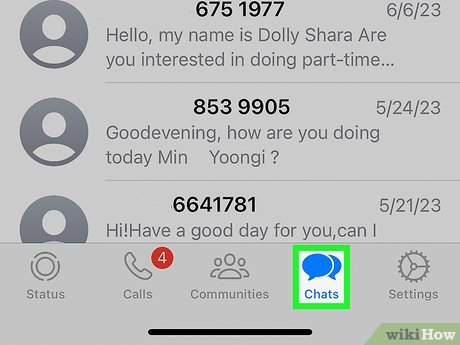 675 1977
6/6/23
Hello, my name is Dolly Shara Are
you interested in doing part-time...
853 9905
5/24/23
Goodevening, how are you doing
today Min Yoongi ?
6641781
5/21/23
Hi!Have a good day for you,can I
4
Status
Calls
Communities
Chats
Settings
wikiHow